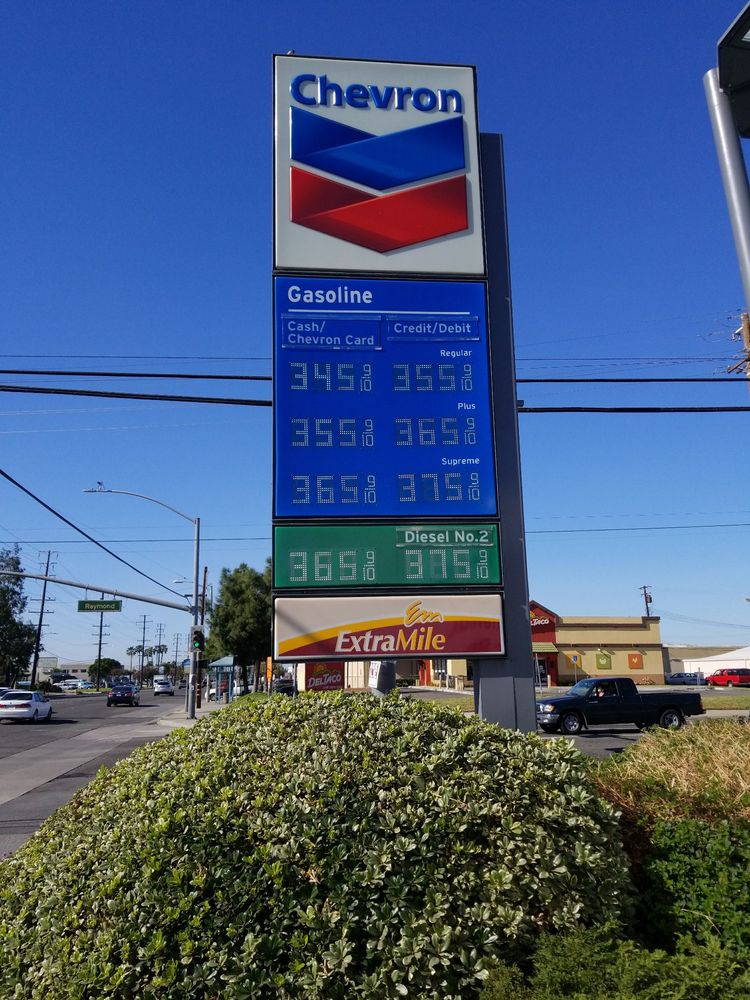 Chevron
Gasoline
Cash/
Chevron Card
Credit/Debit
Regular
345 9/10 355 9/10
Plus
355 9/10 365 9/10
Supreme
365 9/10 375 9/10
Diesel No.2
365 9/10 375 9/10
ExtraMile
Raymond
DEL TACO